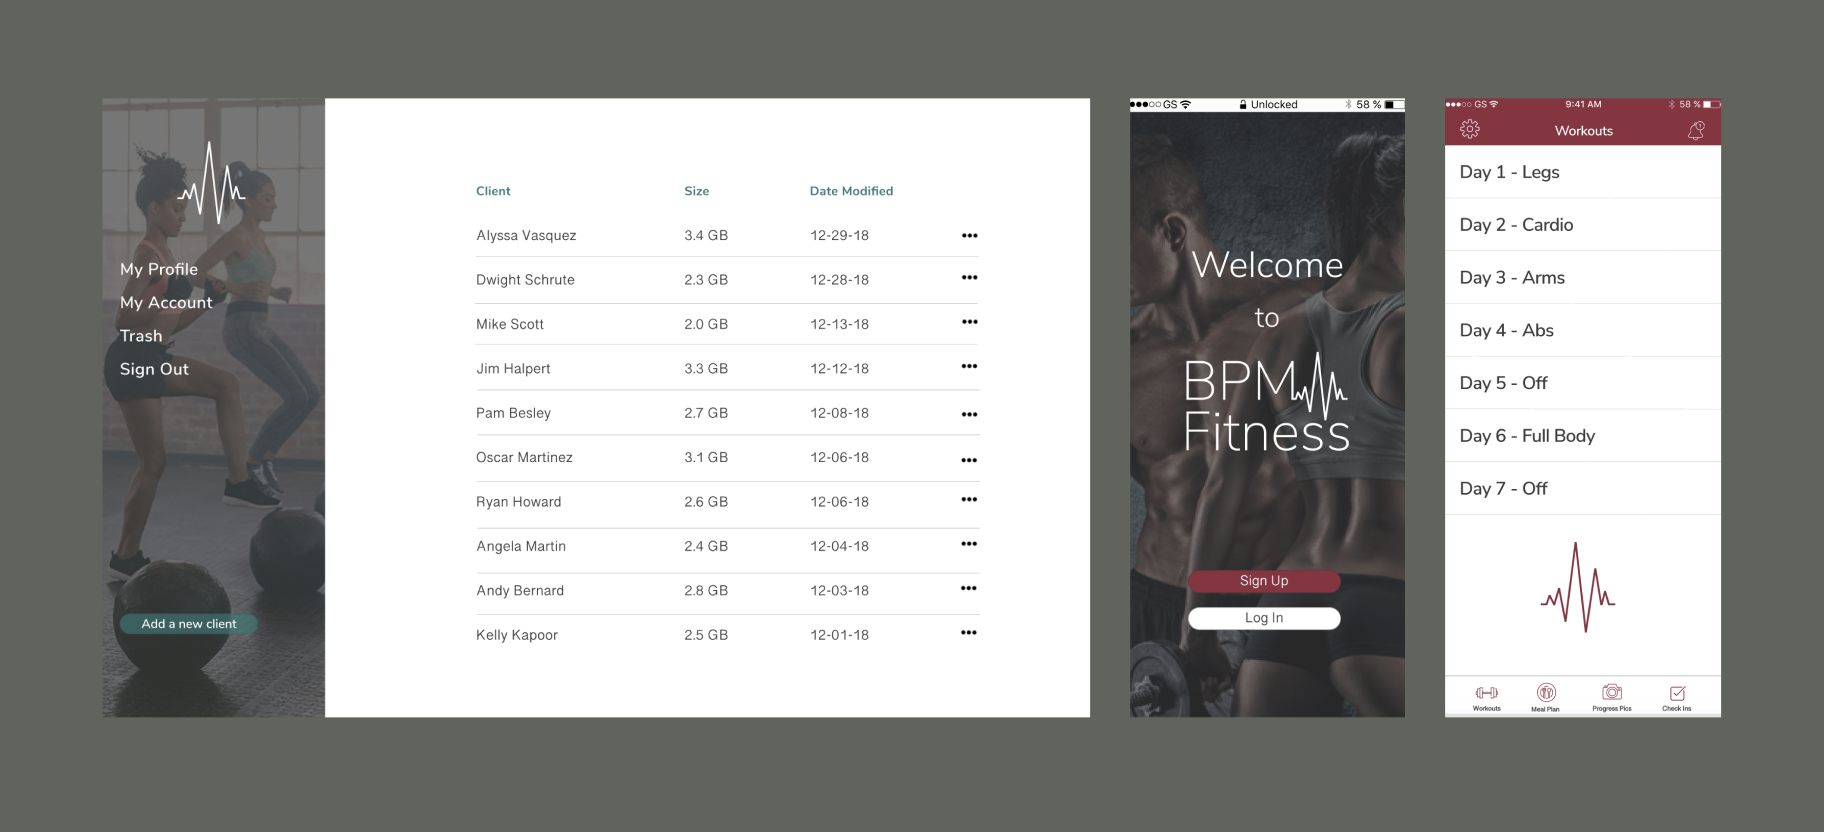 My Profile
My Account
Trash
Sign Out
Add a new client
Client Size Date Modified
Alyssa Vasquez 3.4 GB 12-29-18 •••
Dwight Schrute 2.3 GB 12-28-18 •••
Mike Scott 2.0 GB 12-13-18 •••
Jim Halpert 3.3 GB 12-12-18 •••
Pam Besley 2.7 GB 12-08-18 •••
Oscar Martinez 3.1 GB 12-06-18 •••
Ryan Howard 2.6 GB 12-06-18 •••
Angela Martin 2.4 GB 12-04-18 •••
Andy Bernard 2.8 GB 12-03-18 •••
Kelly Kapoor 2.5 GB 12-01-18 •••
GS Unlocked 58 %
Welcome
to
BPM
Fitness
Sign Up
Log In
GS 9:41 AM 58 %
Workouts 1
Day 1 - Legs
Day 2 - Cardio
Day 3 - Arms
Day 4 - Abs
Day 5 - Off
Day 6 - Full Body
Day 7 - Off
Workouts Meal Plan Progress Pics Check Ins